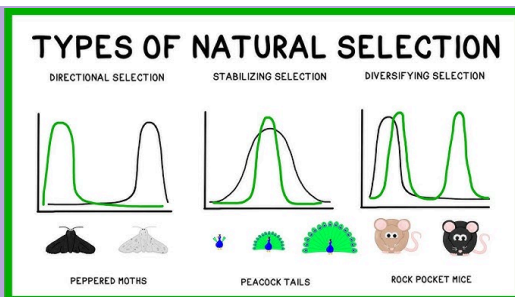 TYPES OF NATURAL SELECTION
DIRECTIONAL SELECTION
STABILIZING SELECTION
DIVERSIFYING SELECTION
PEPPERED MOTHS
PEACOCK TAILS
ROCK POCKET MICE